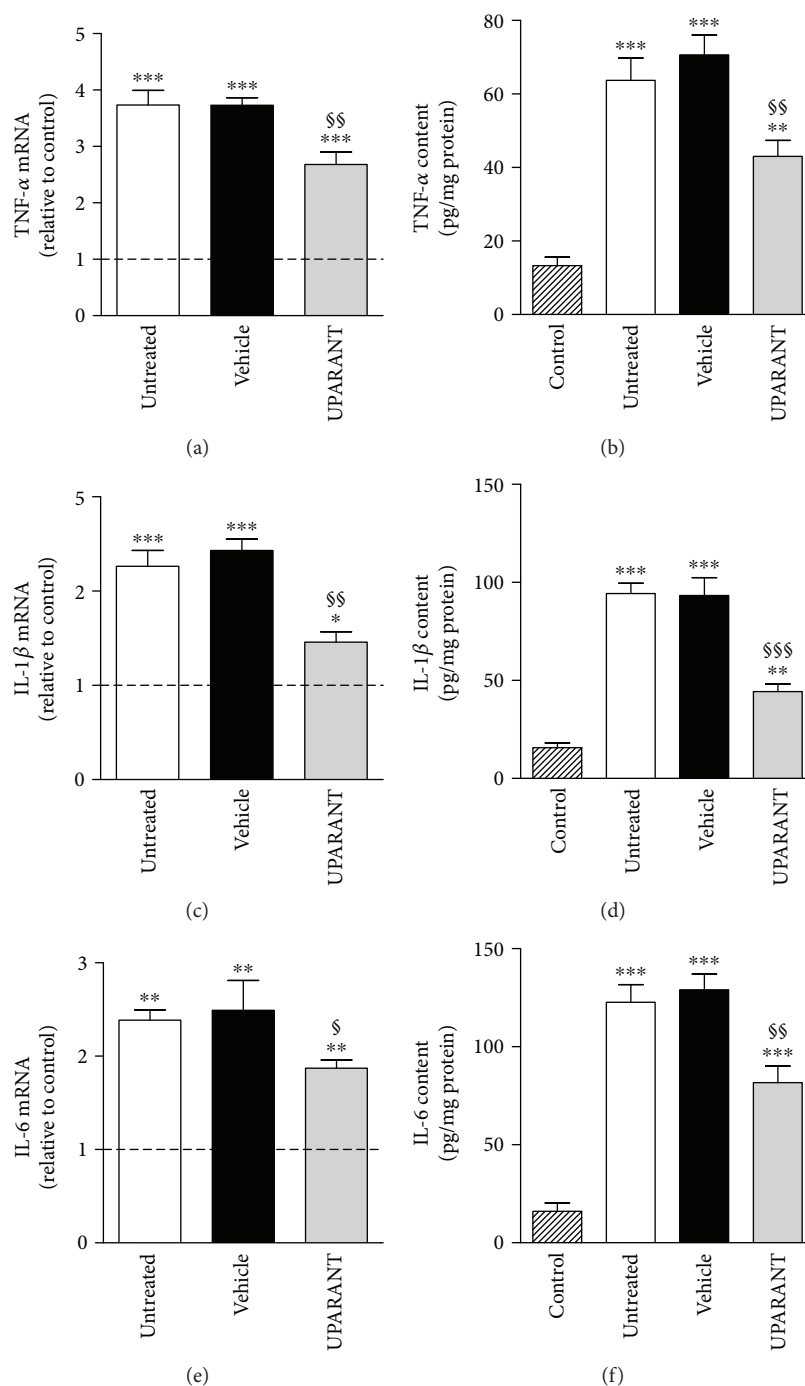 TNF-α mRNA
(relative to control)
5
4
3
2
1
0
***
***
§§
***
Untreated
Vehicle
UPARANT
(a)
TNF-α content
(pg/mg protein)
80
60
40
20
0
***
***
§§
**
Control
Untreated
Vehicle
UPARANT
(b)
IL-1β mRNA
(relative to control)
5
2
1
0
***
***
§§
*
Untreated
Vehicle
UPARANT
(c)
IL-1β content
(pg/mg protein)
150
100
50
0
***
***
§§§
**
Control
Untreated
Vehicle
UPARANT
(d)
IL-6 mRNA
(relative to control)
3
2
1
0
**
**
§
**
Untreated
Vehicle
UPARANT
(e)
IL-6 content
(pg/mg protein)
150
100
50
0
***
***
§§
***
Control
Untreated
Vehicle
UPARANT
(f)